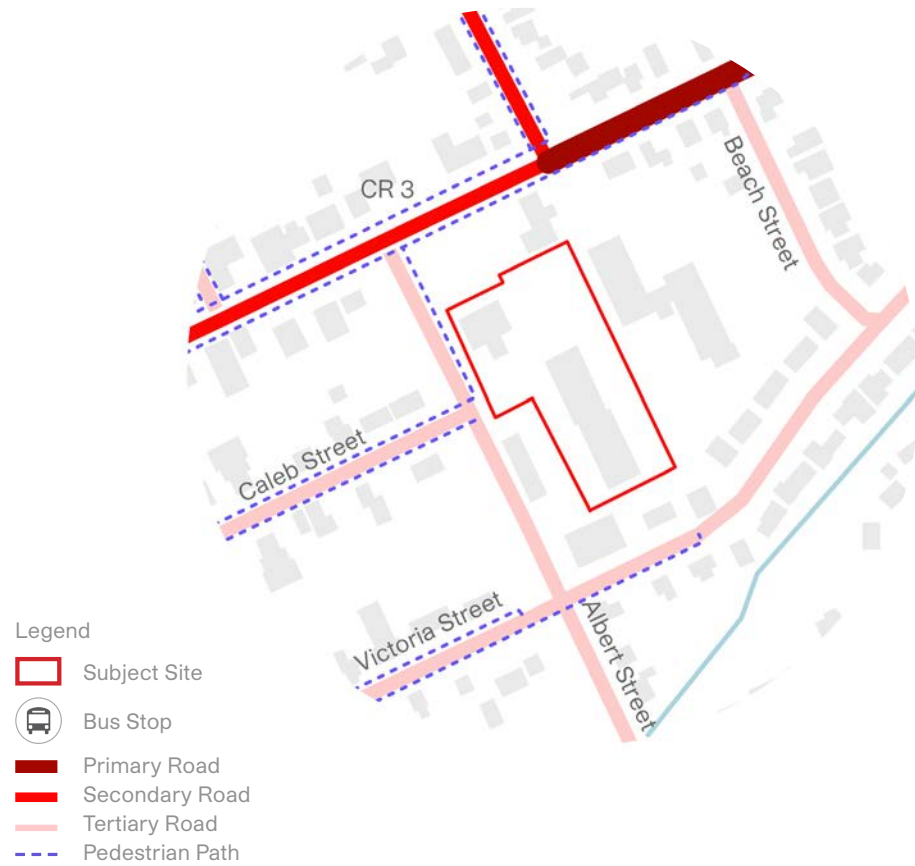 CR 3
Beach Street
Caleb Street
Victoria Street
Albert Street
Legend
Subject Site
Bus Stop
Primary Road
Secondary Road
Tertiary Road
Pedestrian Path